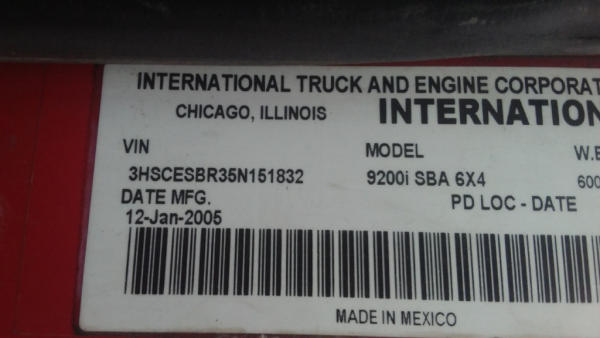 INTERNATIONAL TRUCK AND ENGINE CORPORAT
CHICAGO, ILLINOIS INTERNATION
VIN MODEL W.B
3HSCESBR35N151832 9200i SBA 6X4 600
DATE MFG. PD LOC - DATE
12-Jan-2005
MADE IN MEXICO